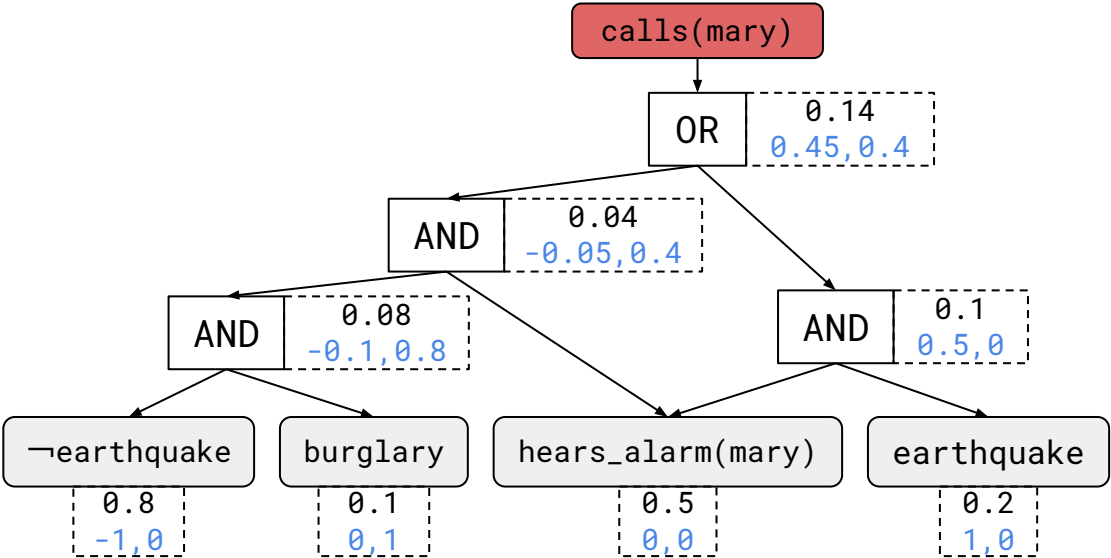 calls(mary)
OR
0.14
0.45,0.4
AND
0.04
-0.05,0.4
AND
0.08
-0.1,0.8
AND
0.1
0.5,0
¬earthquake
burglary
hears_alarm(mary)
earthquake
0.8
-1,0
0.1
0,1
0.5
0,0
0.2
1,0